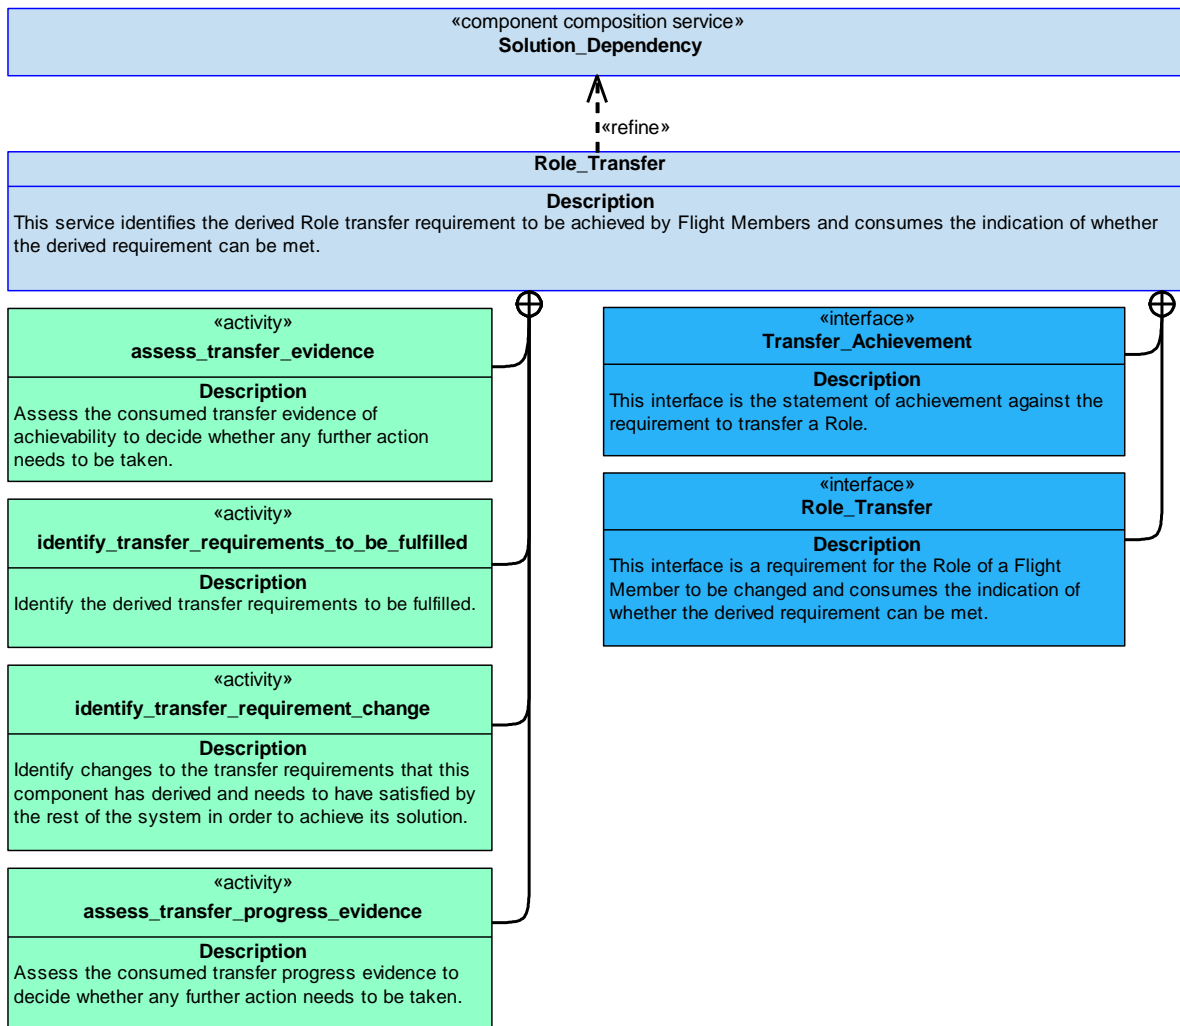 «component composition service»
Solution_Dependency
«refine»
Role_Transfer
Description
This service identifies the derived Role transfer requirement to be achieved by Flight Members and consumes the indication of whether
the derived requirement can be met.
«activity»
assess_transfer_evidence
Description
Assess the consumed transfer evidence of
achievability to decide whether any further action
needs to be taken.
«activity»
identify_transfer_requirements_to_be_fulfilled
Description
Identify the derived transfer requirements to be fulfilled.
«activity»
identify_transfer_requirement_change
Description
Identify changes to the transfer requirements that this
component has derived and needs to have satisfied by
the rest of the system in order to achieve its solution.
«activity»
assess_transfer_progress_evidence
Description
Assess the consumed transfer progress evidence to
decide whether any further action needs to be taken.
«interface»
Transfer_Achievement
Description
This interface is the statement of achievement against the
requirement to transfer a Role.
«interface»
Role_Transfer
Description
This interface is a requirement for the Role of a Flight
Member to be changed and consumes the indication of
whether the derived requirement can be met.